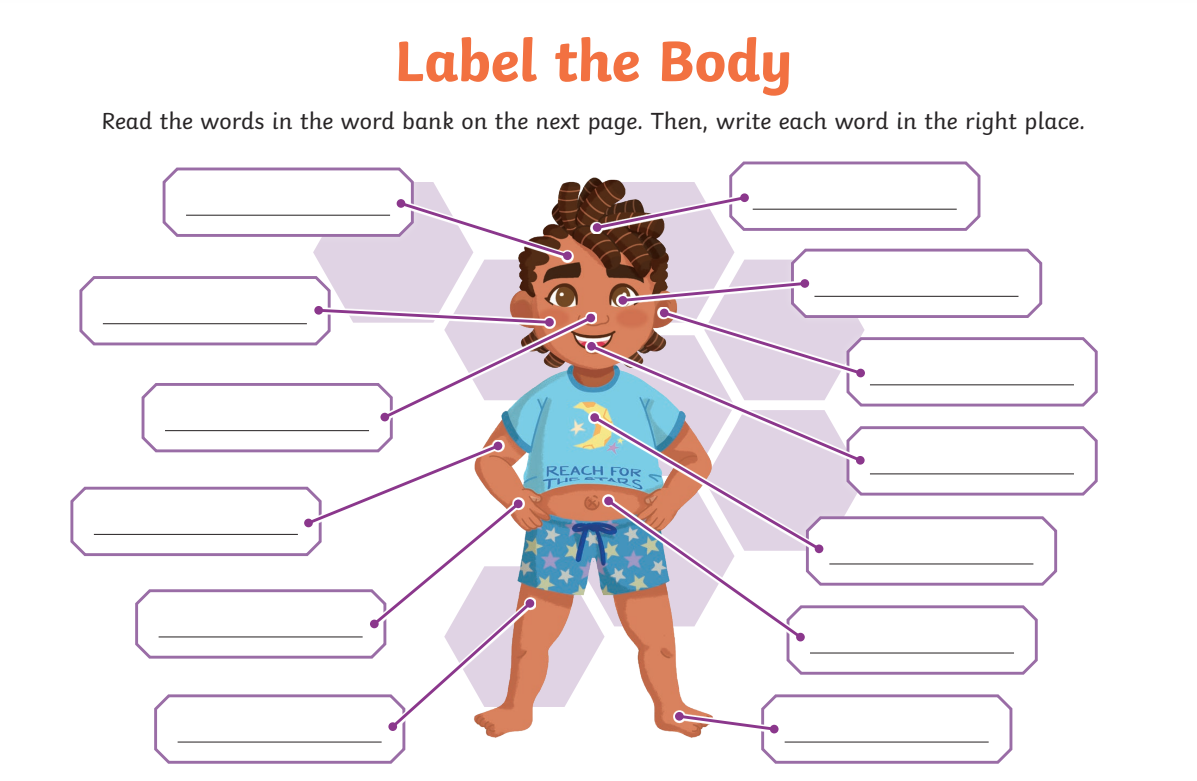 Label the Body
Read the words in the word bank on the next page. Then, write each word in the right place.
REACH FOR
THE STARS